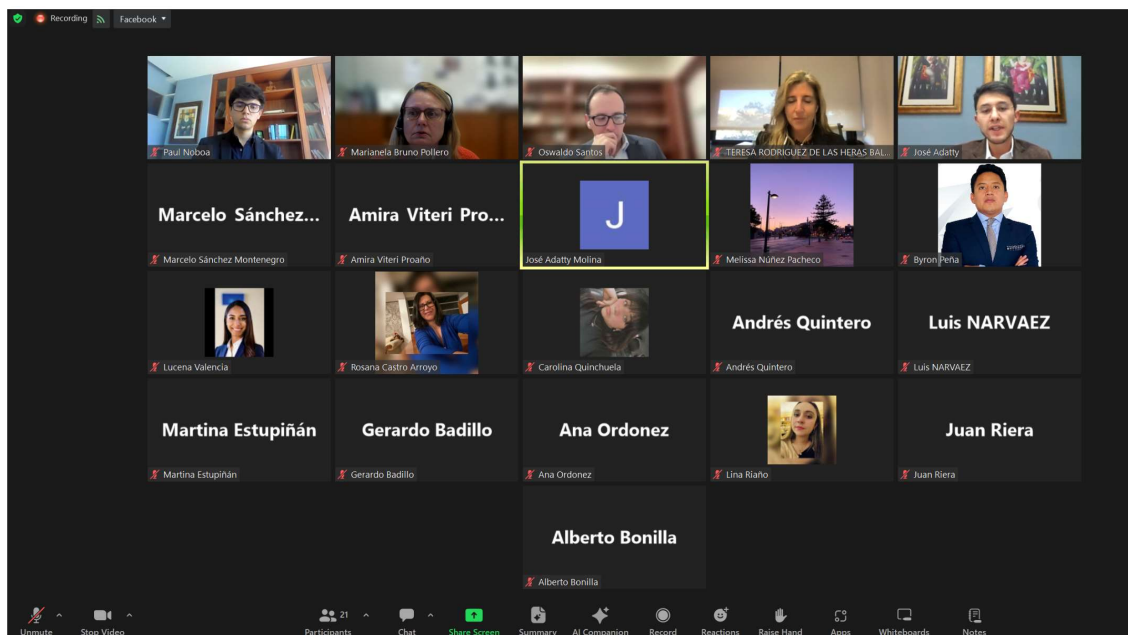 Recording
Facebook
Paul Noboa
Marianela Bruno Pollero
Oswaldo Santos
TERESA RODRIGUEZ DE LAS HERAS BAL...
José Adatty
Marcelo Sánchez...
Marcelo Sánchez Montenegro
Amira Viteri Pro...
Amira Viteri Proaño
J
José Adatty Molina
Melissa Núñez Pacheco
Byron Peña
Lucena Valencia
Rosana Castro Arroyo
Carolina Quinchuela
Andrés Quintero
Andrés Quintero
Luis NARVAEZ
Luis NARVAEZ
Martina Estupiñán
Martina Estupiñán
Gerardo Badillo
Gerardo Badillo
Ana Ordonez
Ana Ordonez
Lina Riaño
Juan Riera
Juan Riera
Alberto Bonilla
Alberto Bonilla
Unmute
Stop Video
21
Participants
Chat
Share Screen
Summary
AI Companion
Record
Reactions
Raise Hand
Apps
Whiteboards
Notes